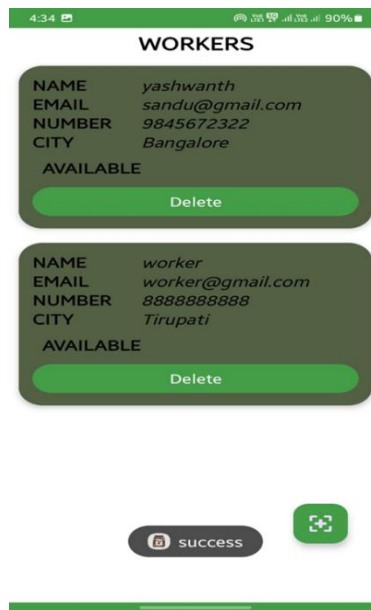 4:34 90%
WORKERS
NAME yashwanth
EMAIL sandu@gmail.com
NUMBER 9845672322
CITY Bangalore
AVAILABLE
Delete
NAME worker
EMAIL worker@gmail.com
NUMBER 8888888888
CITY Tirupati
AVAILABLE
Delete
success